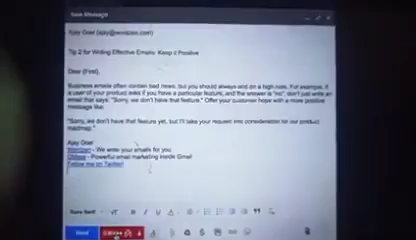 New Message
Ajay Goel (ajay@wordzen.com)
Tip 2 for Writing Effective Emails: Keep it Positive
Dear {First},
Business emails often contain bad news, but you should always end on a high note. For example, if
a user of your product asks if you have a particular feature, and the answer is "no", don't just write an
email that says: "Sorry, we don't have that feature." Offer your customer hope with a more positive
message like:
"Sorry, we don't have that feature yet, but I'll take your request into consideration for our product
roadmap."
Ajay Goel
Wordzen - We write your emails for you.
GMass - Powerful email marketing inside Gmail
Follow me on Twitter!
Sans Serif
Send
GMass